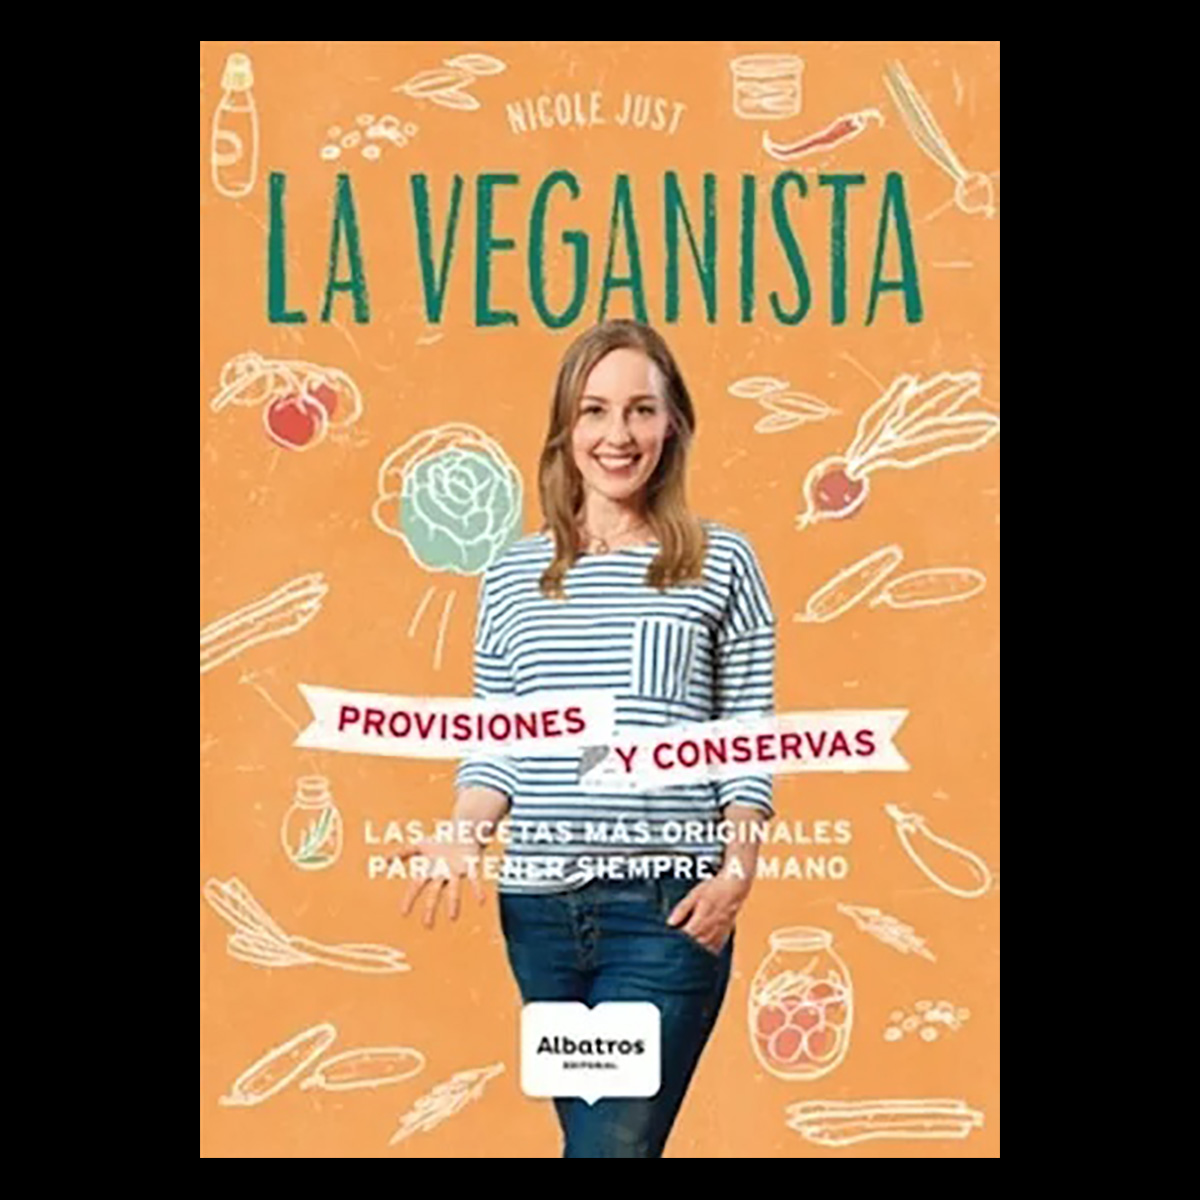 NICOLE JUST
LA VEGANISTA
PROVISIONES
Y CONSERVAS
LAS RECETAS MÁS ORIGINALES
PARA TENER SIEMPRE A MANO
Albatros
EDITORIAL